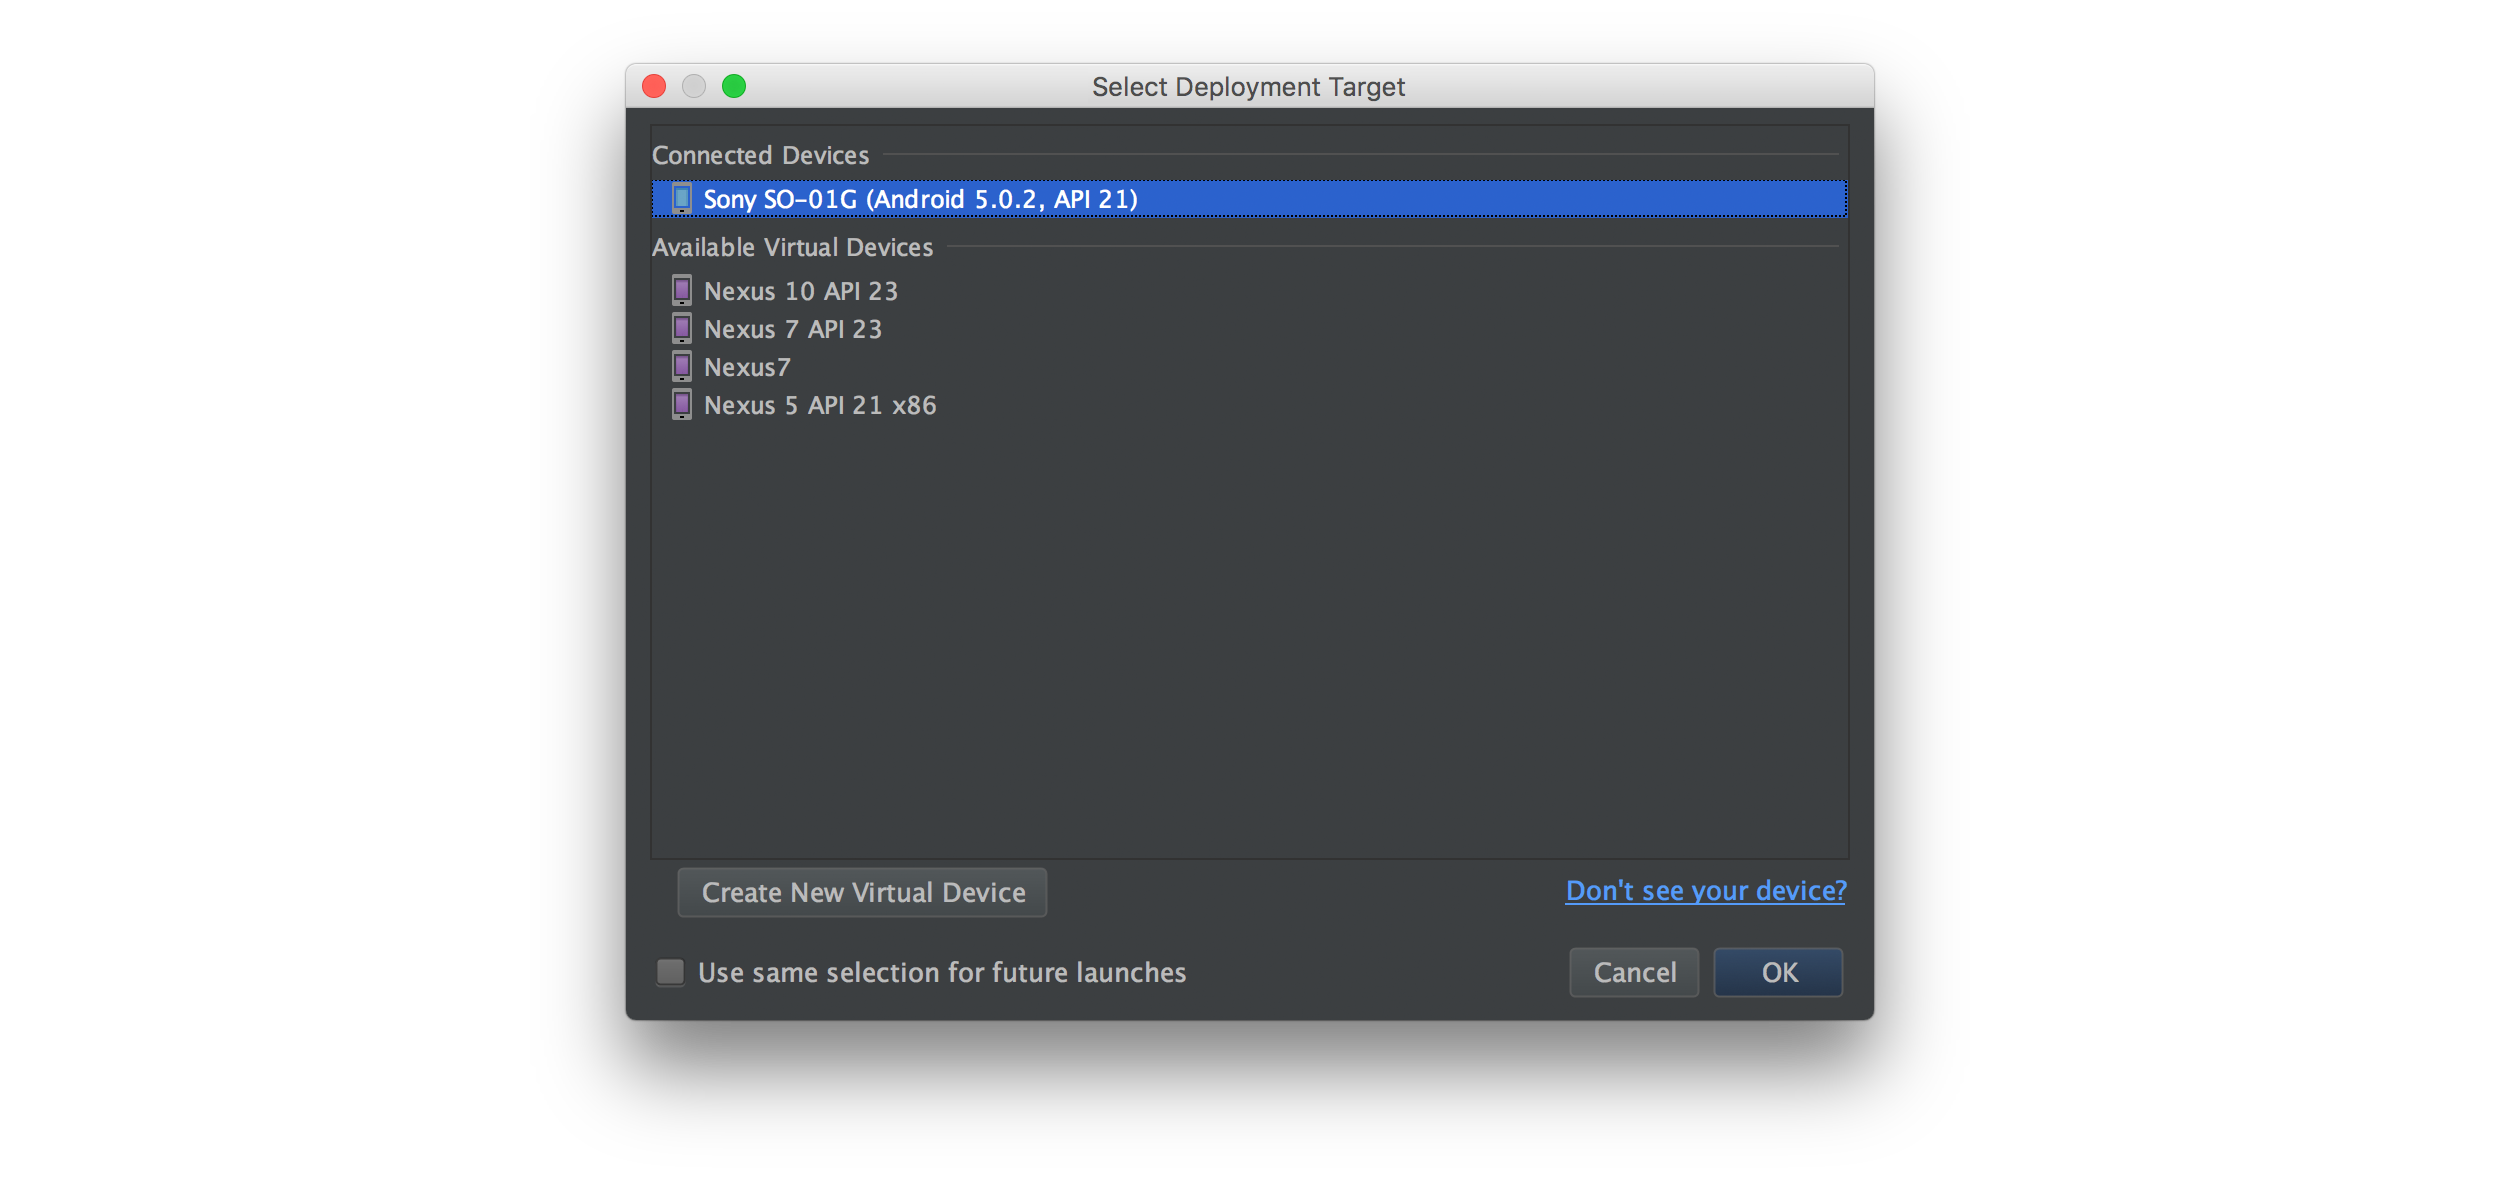 Select Deployment Target
Connected Devices
Sony SO-01G (Android 5.0.2, API 21)
Available Virtual Devices
Nexus 10 API 23
Nexus 7 API 23
Nexus7
Nexus 5 API 21 x86
Create New Virtual Device
Don't see your device?
Use same selection for future launches
Cancel
OK